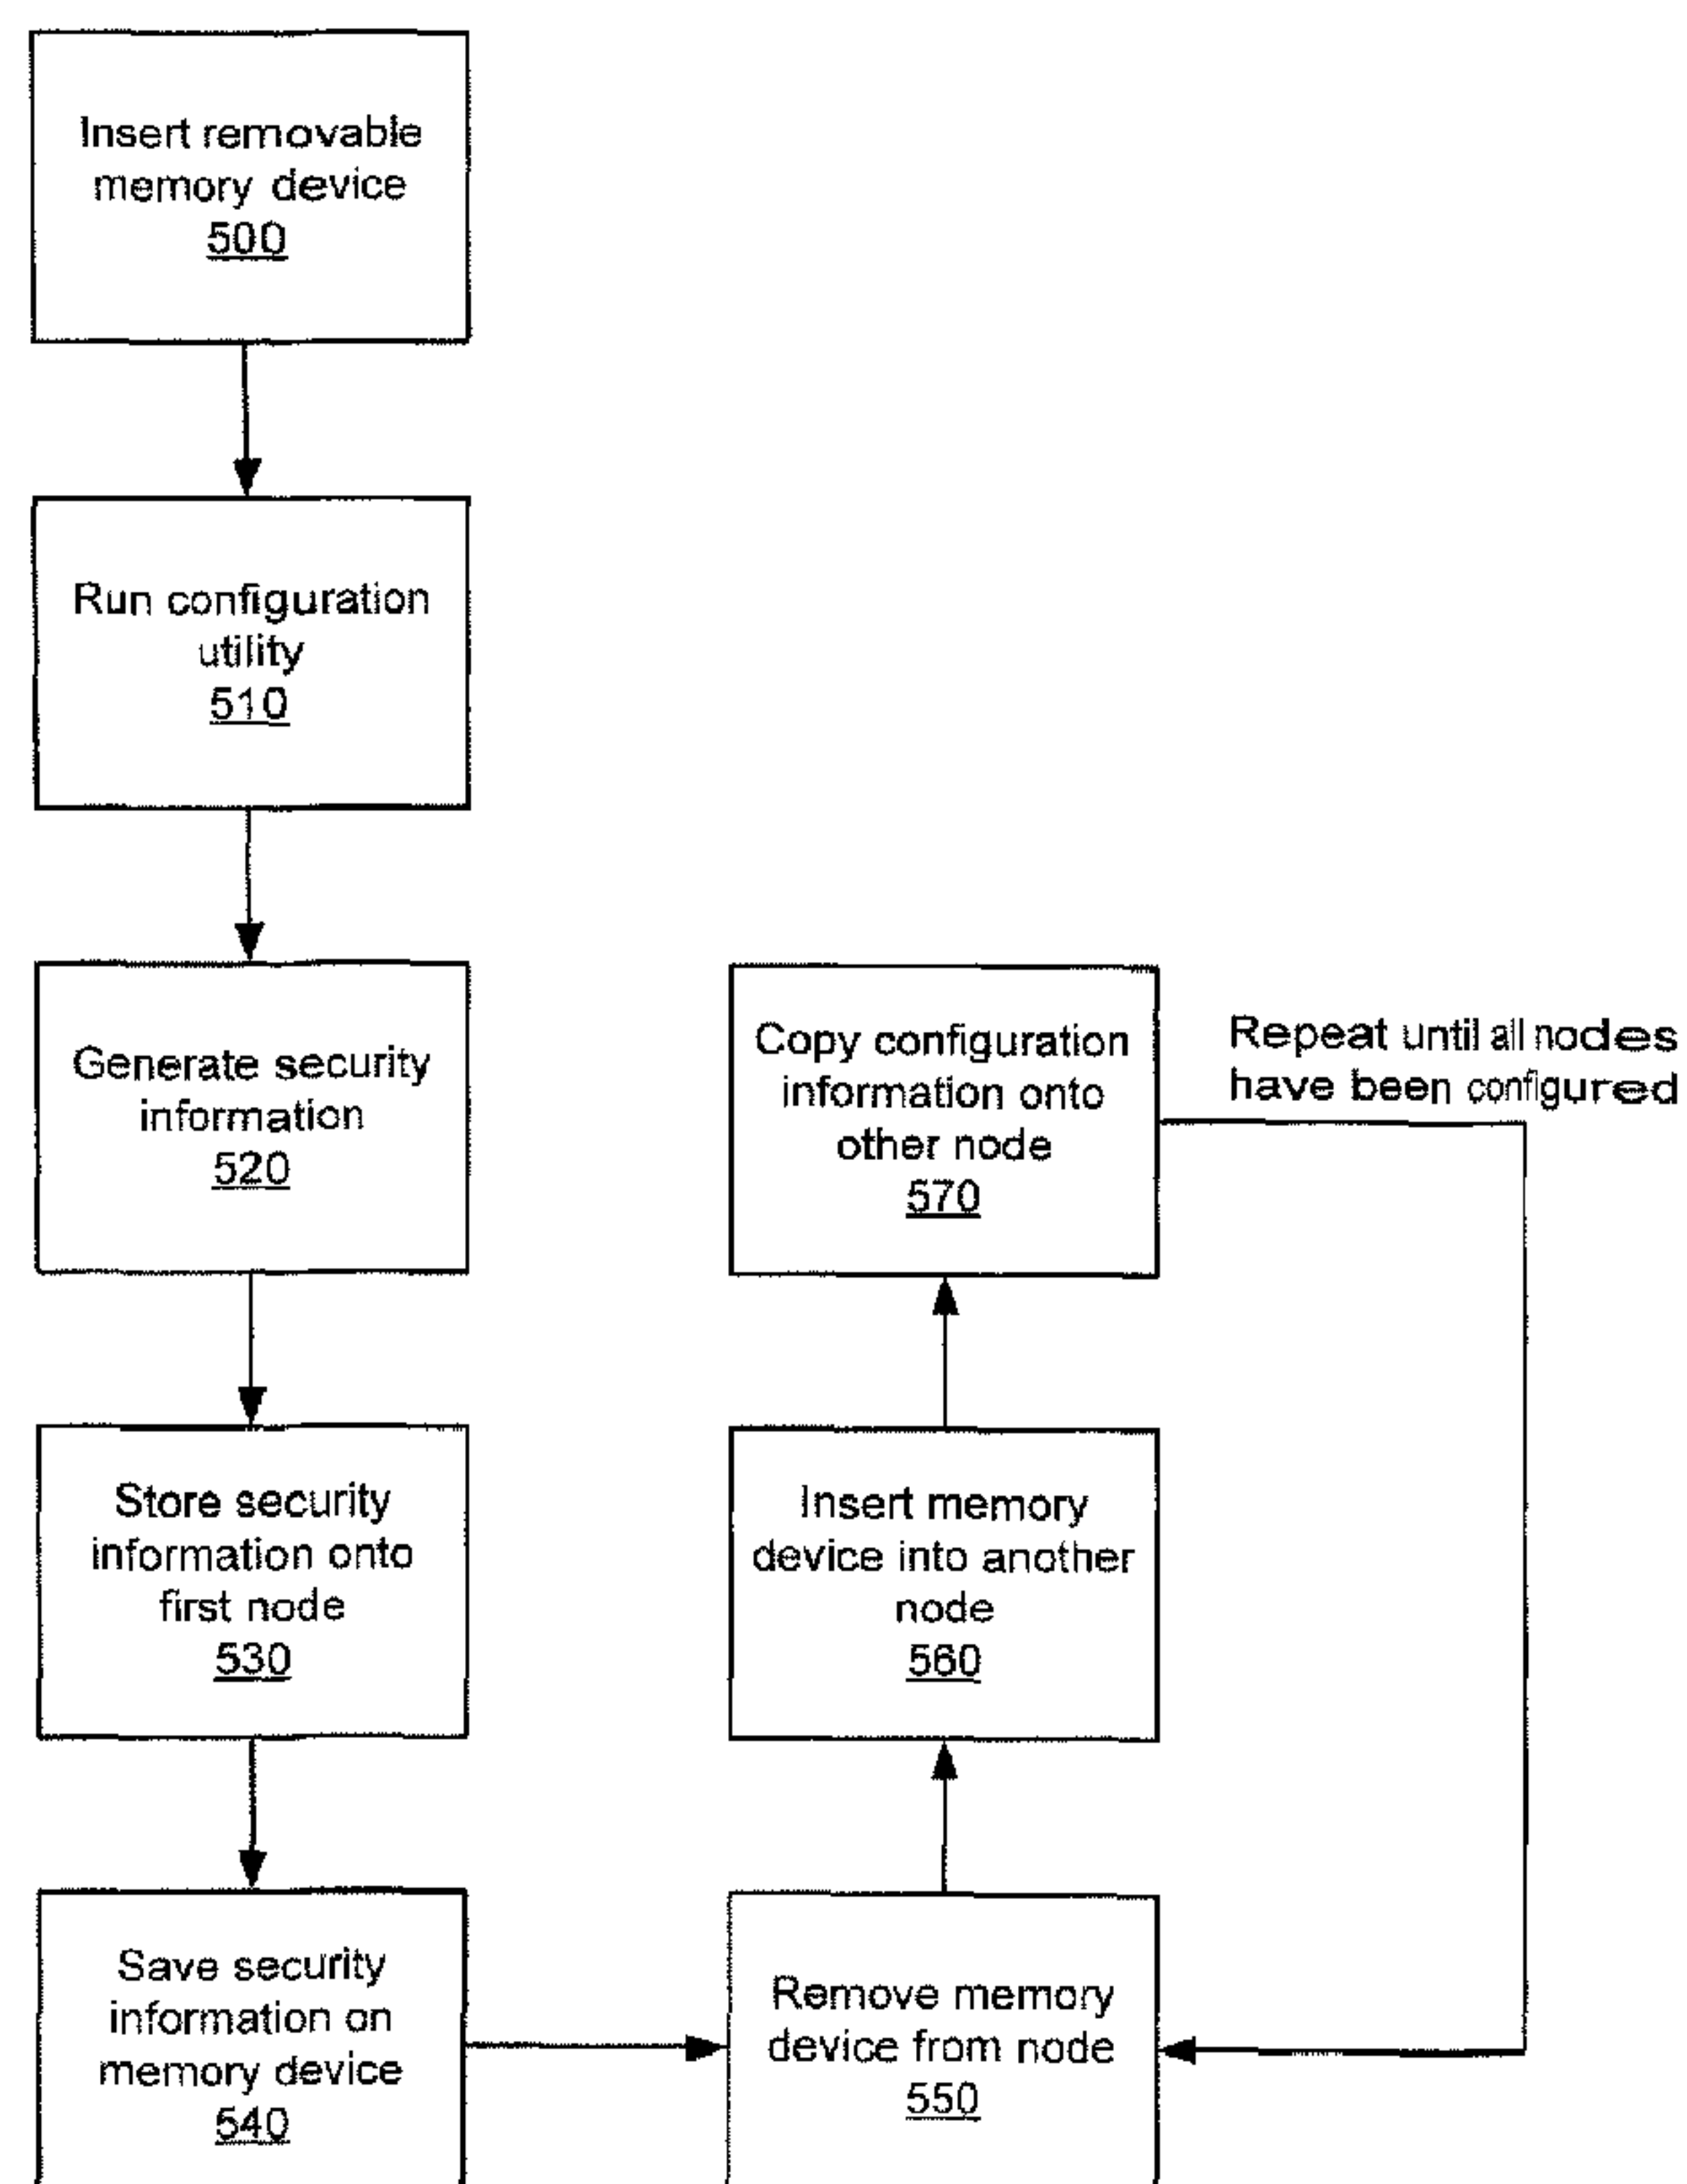 Insert removable
memory device
500
Run configuration
utility
510
Generate security
information
520
Store security
information onto
first node
530
Save security
information on
memory device
540
Copy configuration
information onto
other node
570
Repeat until all nodes
have been configured
Insert memory
device into another
node
560
Remove memory
device from node
550